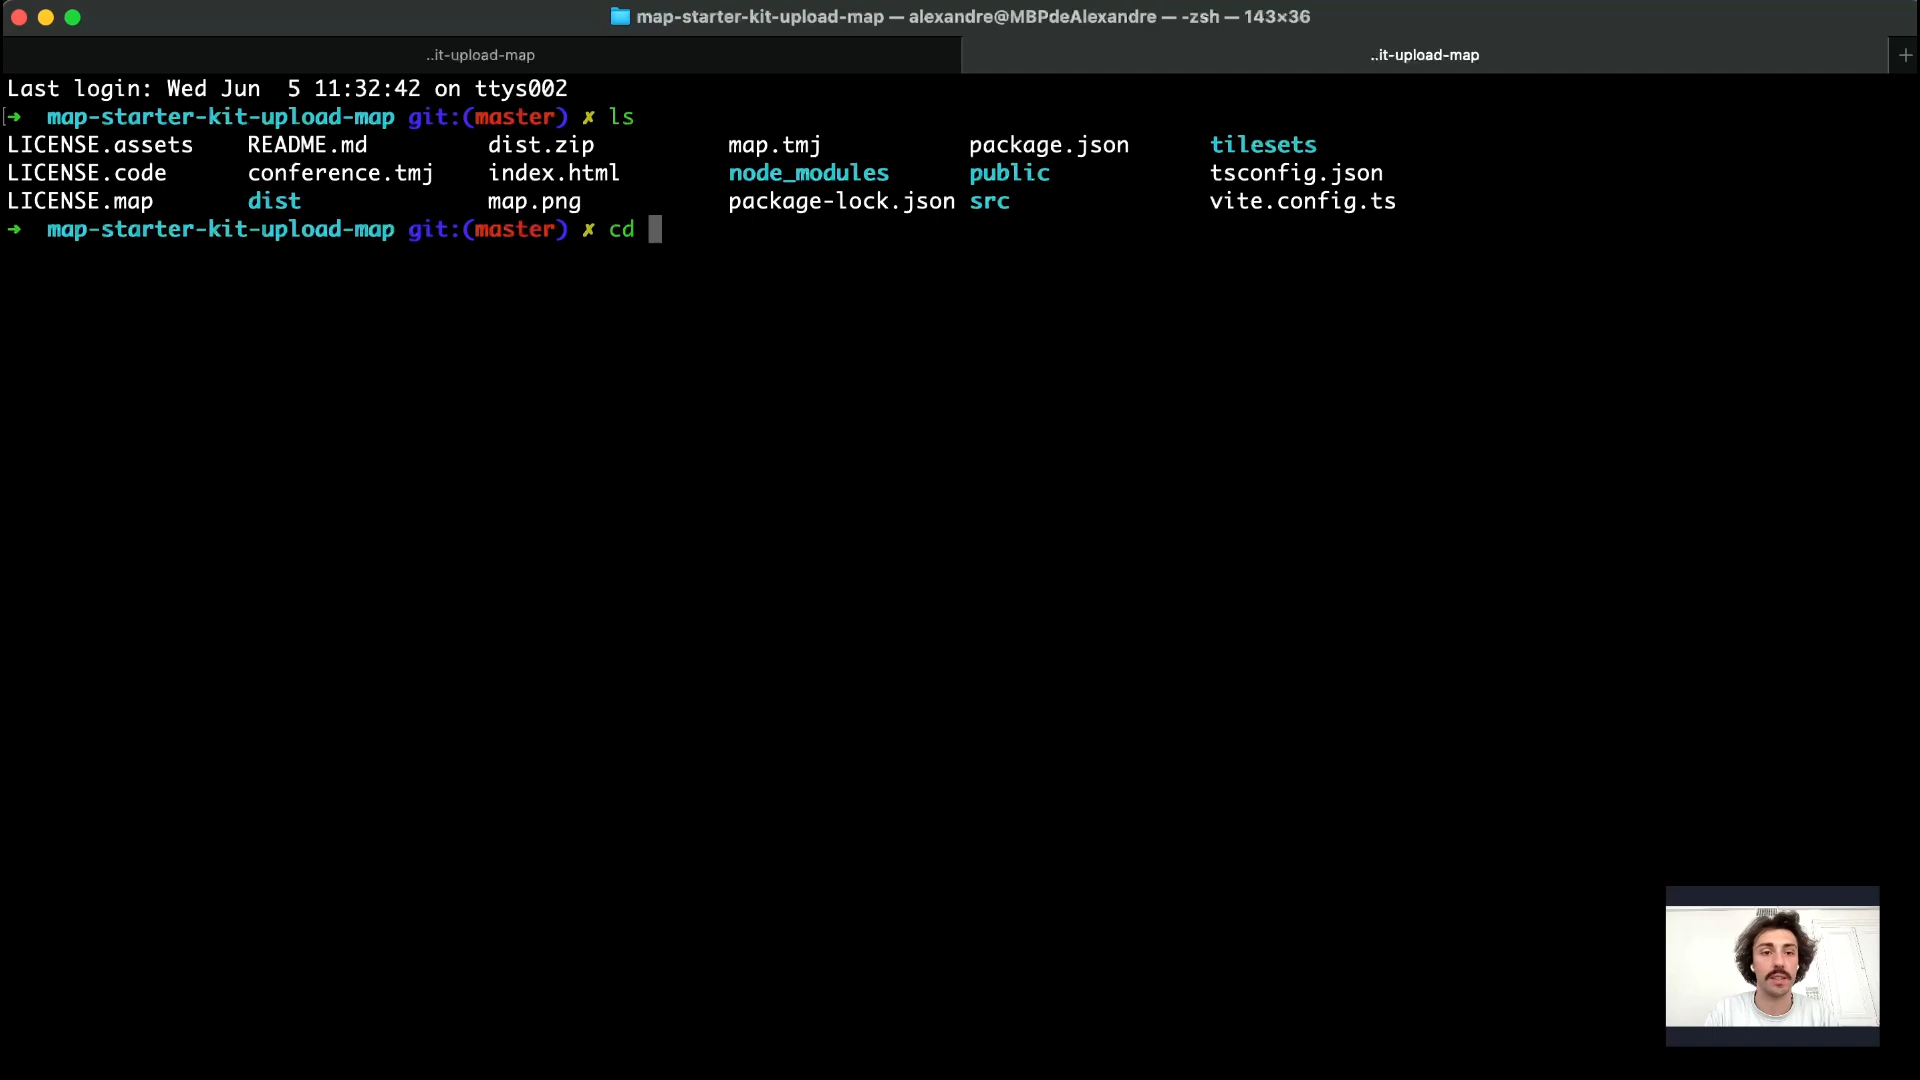 map-starter-kit-upload-map — alexandre@MBPdeAlexandre — -zsh — 143×36
..it-upload-map ..it-upload-map +
Last login: Wed Jun  5 11:32:42 on ttys002
[➜  map-starter-kit-upload-map git:(master) ✗ ls
LICENSE.assets README.md dist.zip map.tmj package.json tilesets
LICENSE.code conference.tmj index.html node_modules public tsconfig.json
LICENSE.map dist map.png package-lock.json src vite.config.ts
➜  map-starter-kit-upload-map git:(master) ✗ cd